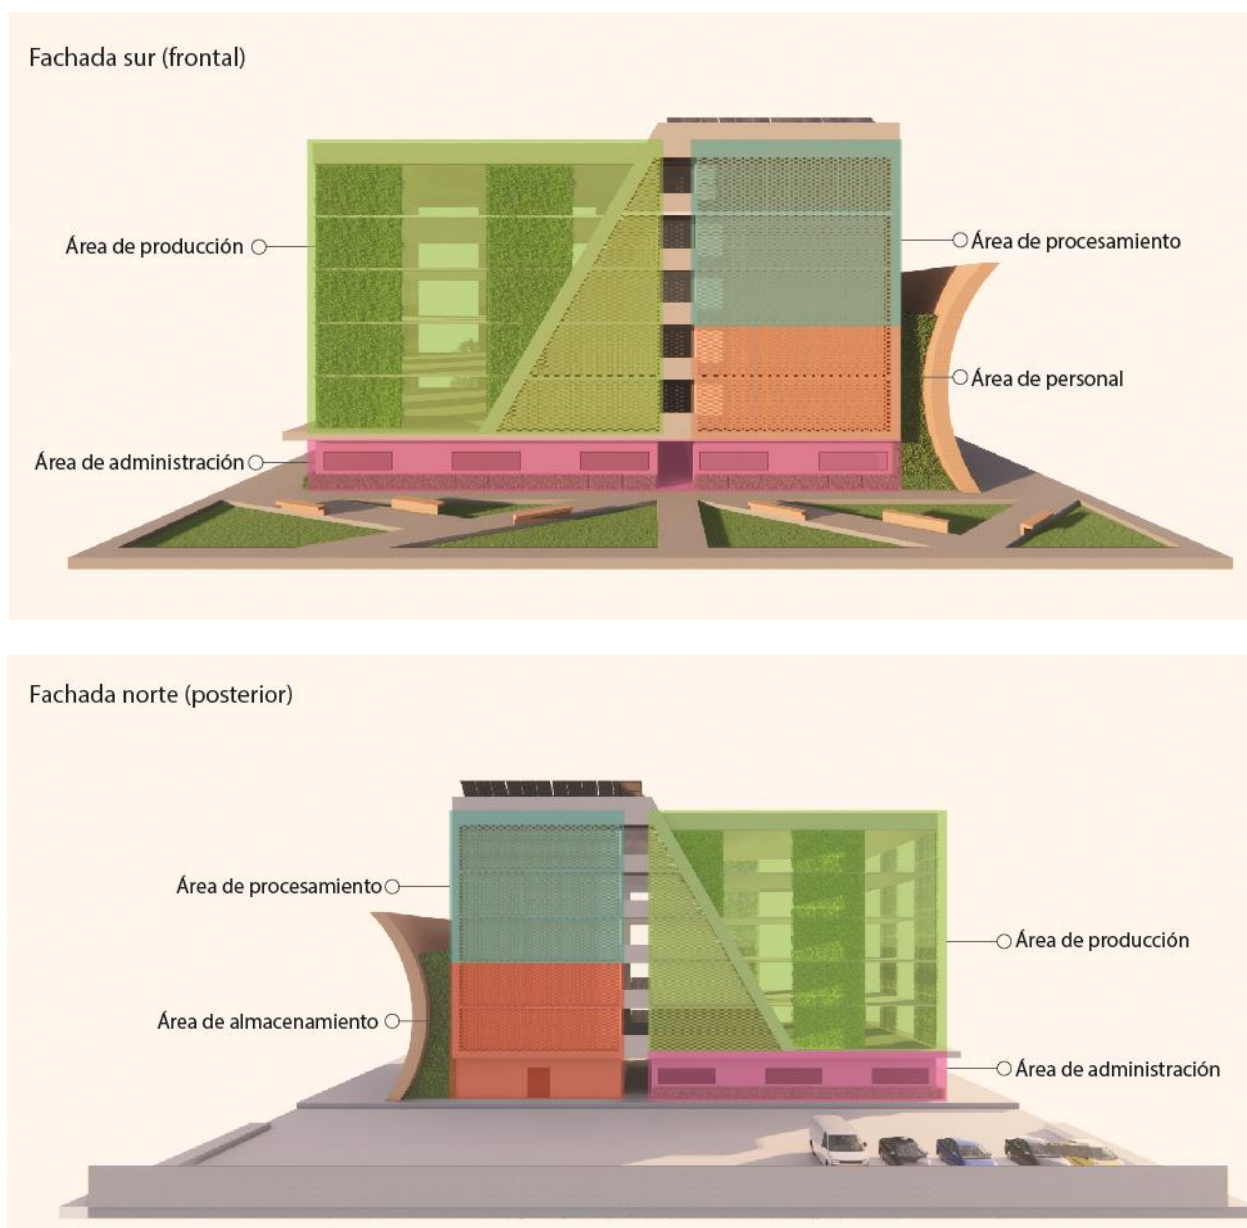 Fachada sur (frontal)
Área de producción
Área de procesamiento
Área de personal
Área de administración
Fachada norte (posterior)
Área de procesamiento
Área de producción
Área de almacenamiento
Área de administración